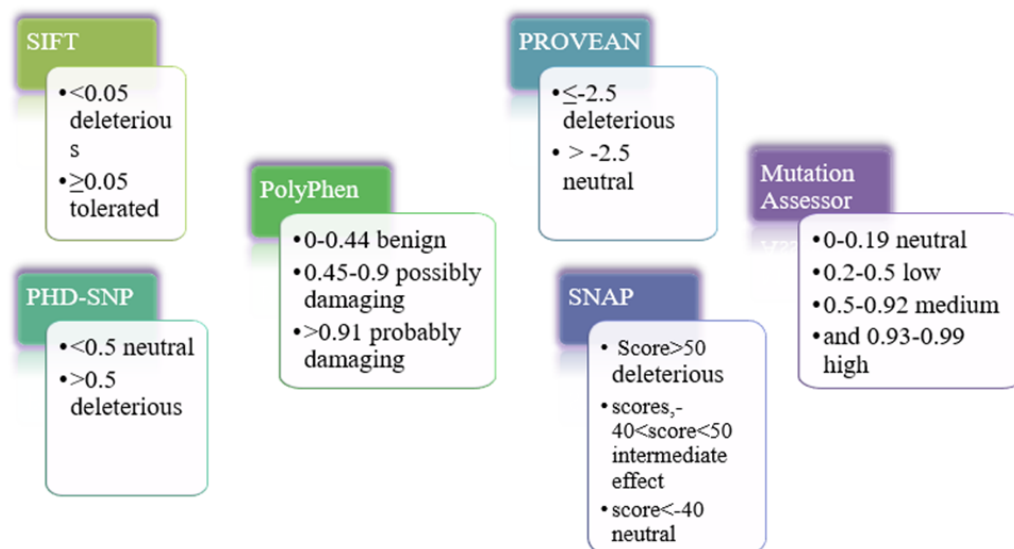 SIFT
•<0.05
deleteriou
s
•≥0.05
tolerated
PolyPhen
•0-0.44 benign
•0.45-0.9 possibly
damaging
•>0.91 probably
damaging
PHD-SNP
•<0.5 neutral
•>0.5
deleterious
PROVEAN
•≤-2.5
deleterious
• > -2.5
neutral
Mutation
Assessor
•0-0.19 neutral
•0.2-0.5 low
•0.5-0.92 medium
•and 0.93-0.99
high
SNAP
• Score>50
deleterious
•scores,-
40<score<50
intermediate
effect
•score<-40
neutral